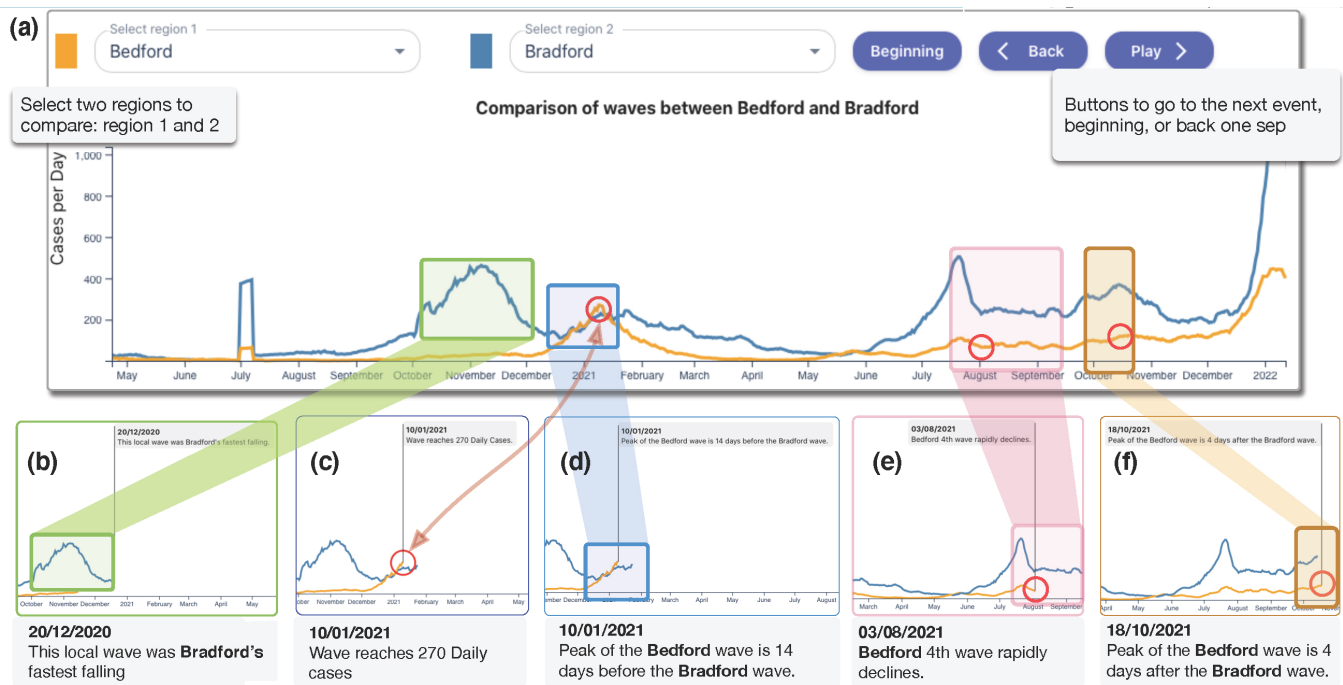 (a)
Select region 1
Bedford
Select region 2
Bradford
Beginning
Back
Play
Select two regions to
compare: region 1 and 2
Buttons to go to the next event,
beginning, or back one sep
Comparison of waves between Bedford and Bradford
Cases per Day
1,000
800
600
400
200
May June July August September October November December 2021 February March April May June July August September October November December 2022
(b)
20/12/2020
This local wave was Bradford's fastest falling.
October November December 2021 February March April May
20/12/2020
This local wave was Bradford's
fastest falling
(c)
10/01/2021
Wave reaches 270 Daily Cases.
ober November December 2021 February March April May
10/01/2021
Wave reaches 270 Daily
cases
(d)
10/01/2021
Peak of the Bedford wave is 14 days before the Bradford wave.
mber December 2021 February March April May June July August
10/01/2021
Peak of the Bedford wave is 14
days before the Bradford wave.
(e)
03/08/2021
Bedford 4th wave rapidly declines.
March April May June July August September
03/08/2021
Bedford 4th wave rapidly
declines.
(f)
18/10/2021
Peak of the Bedford wave is 4 days after the Bradford wave.
April May June July August September October Novem
18/10/2021
Peak of the Bedford wave is 4
days after the Bradford wave.